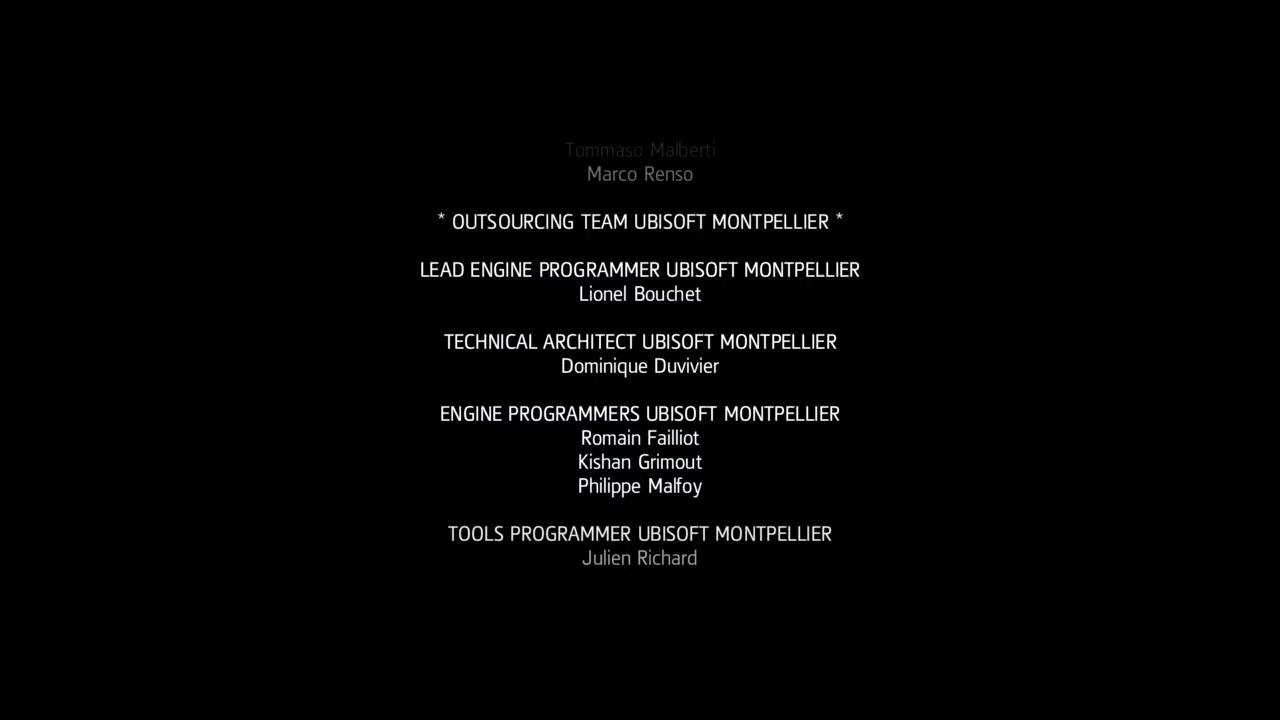 Tommaso Malberti
Marco Renso
* OUTSOURCING TEAM UBISOFT MONTPELLIER *
LEAD ENGINE PROGRAMMER UBISOFT MONTPELLIER
Lionel Bouchet
TECHNICAL ARCHITECT UBISOFT MONTPELLIER
Dominique Duvivier
ENGINE PROGRAMMERS UBISOFT MONTPELLIER
Romain Failliot
Kishan Grimout
Philippe Malfoy
TOOLS PROGRAMMER UBISOFT MONTPELLIER
Julien Richard